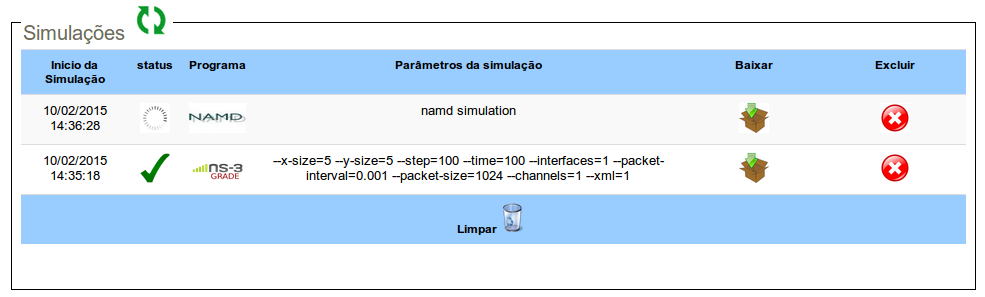 Simulações
Inicio da
Simulação
status
Programa
Parâmetros da simulação
Baixar
Excluir
10/02/2015
14:36:28
NAMD
namd simulation
10/02/2015
14:35:18
NS-3
GRADE
--x-size=5 --y-size=5 --step=100 --time=100 --interfaces=1 --packet-
interval=0.001 --packet-size=1024 --channels=1 --xml=1
Limpar